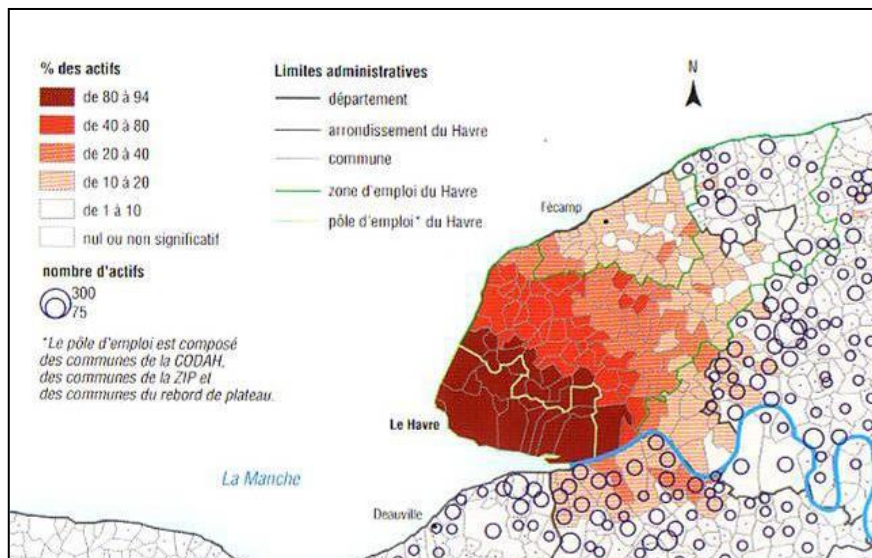 % des actifs
de 80 à 94
de 40 à 80
de 20 à 40
de 10 à 20
de 1 à 10
nul ou non significatif
nombre d'actifs
300
75
*Le pôle d'emploi est composé
des communes de la CODAH,
des communes de la ZIP et
des communes du rebord de plateau.
Limites administratives
département
arrondissement du Havre
commune
zone d'emploi du Havre
pôle d'emploi* du Havre
N
Fécamp
Le Havre
La Manche
Deauville